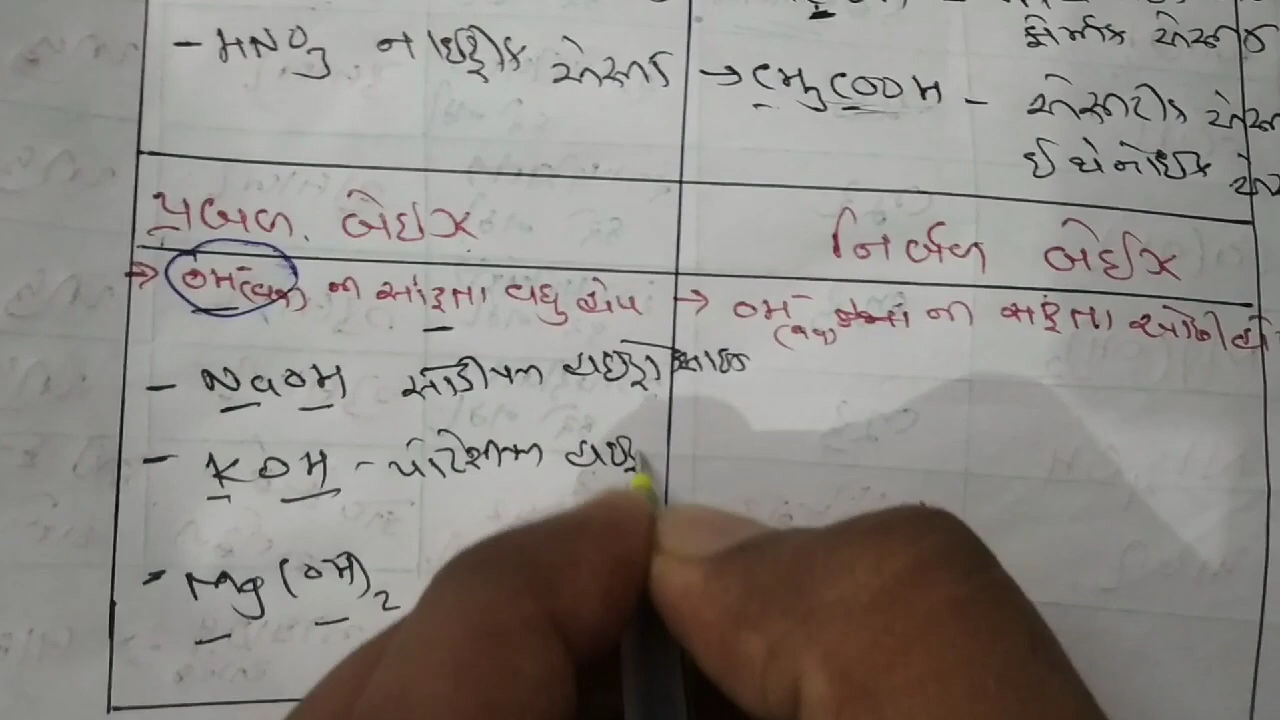 - HNO3 નાઈટ્રીક એસીડ
ફોર્મીક એસીડ
→ CH3COOH - એસીટીક
ઈથેનોઈક
પ્રબળ બેઈઝ
નિર્બળ બેઈઝ
→ OH⁻(aq) ની સાંદ્રતા વધુ હોય
→ OH⁻(aq) ની સાંદ્રતા ઓછી
- NaOH સોડીયમ હાઈડ્રોક્સાઈડ
- KOH - પોટેશીયમ
- Mg(OH)2